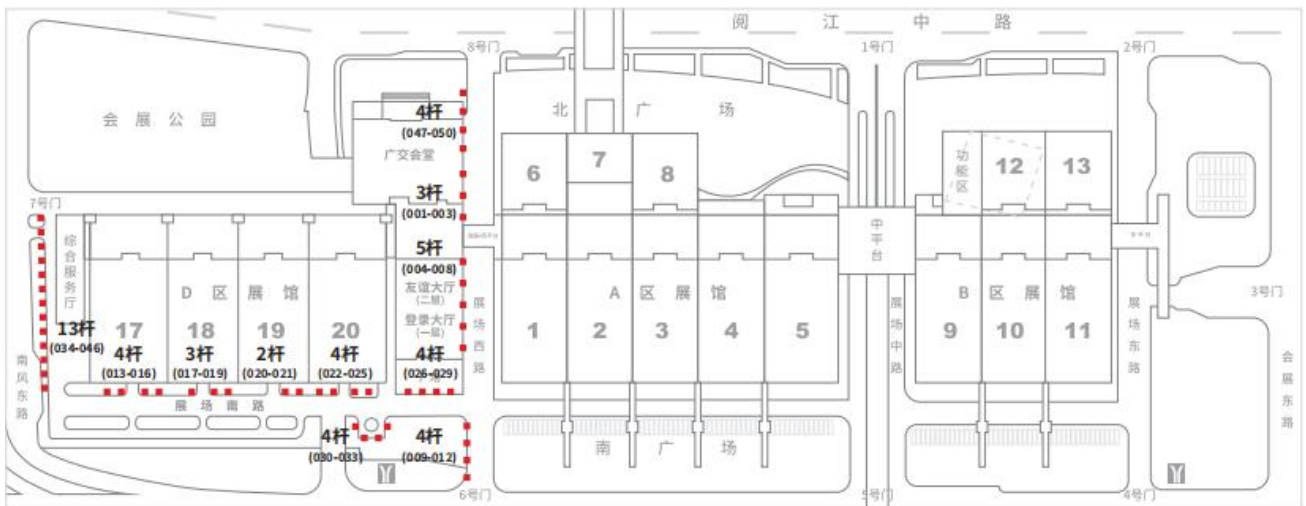 阅江中路
8号门
1号门
2号门
4杆
(047-050)
北广场
会展公园
广交会堂
6
7
8
功能区
12
13
3杆
(001-003)
7号门
综合服务厅
5杆
(004-008)
中平台
D区展馆
友谊大厅
(二层)
A区展馆
B区展馆
3号门
展场西路
展场中路
展场东路
登录大厅
(一层)
13杆
(034-046)
17
18
19
20
1
2
3
4
5
9
10
11
4杆
(013-016)
3杆
(017-019)
2杆
(020-021)
4杆
(022-025)
4杆
(026-029)
南风东路
会展东路
展场南路
4杆
(030-033)
4杆
(009-012)
南广场
6号门
5号门
4号门